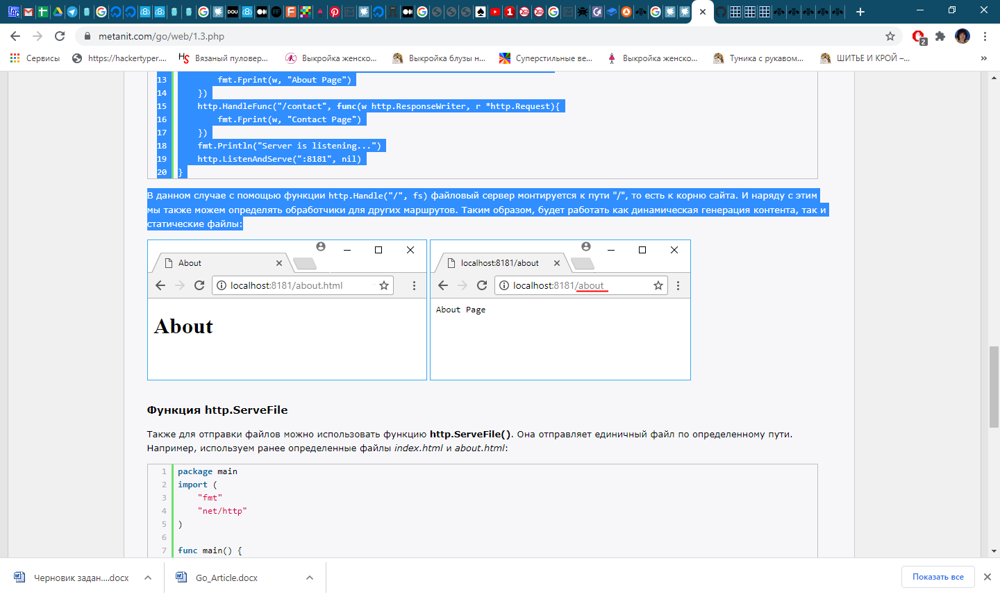 metanit.com/go/web/1.3.php
2
Сервисы
https://hackertyper....
Вязаный пуловер...
Выкройка женско...
Выкройка блузы н...
Суперстильные ве...
Выкройка женско...
Туника с рукавом...
ШИТЬЕ И КРОЙ –...
»
13 fmt.Fprint(w, "About Page")
14 })
15 http.HandleFunc("/contact", func(w http.ResponseWriter, r *http.Request){
16 fmt.Fprint(w, "Contact Page")
17 })
18 fmt.Println("Server is listening...")
19 http.ListenAndServe(":8181", nil)
20 }
В данном случае с помощью функции http.Handle("/", fs) файловый сервер монтируется к пути "/", то есть к корню сайта. И наряду с этим
мы также можем определять обработчики для других маршрутов. Таким образом, будет работать как динамическая генерация контента, так и
статические файлы:
About
localhost:8181/about.html
About
localhost:8181/about
localhost:8181/about
About Page
Функция http.ServeFile
Также для отправки файлов можно использовать функцию http.ServeFile(). Она отправляет единичный файл по определенному пути.
Например, используем ранее определенные файлы index.html и about.html:
1 package main
2 import (
3 "fmt"
4 "net/http"
5 )
6
7 func main() {
Черновик задан....docx
Go_Article.docx
Показать все